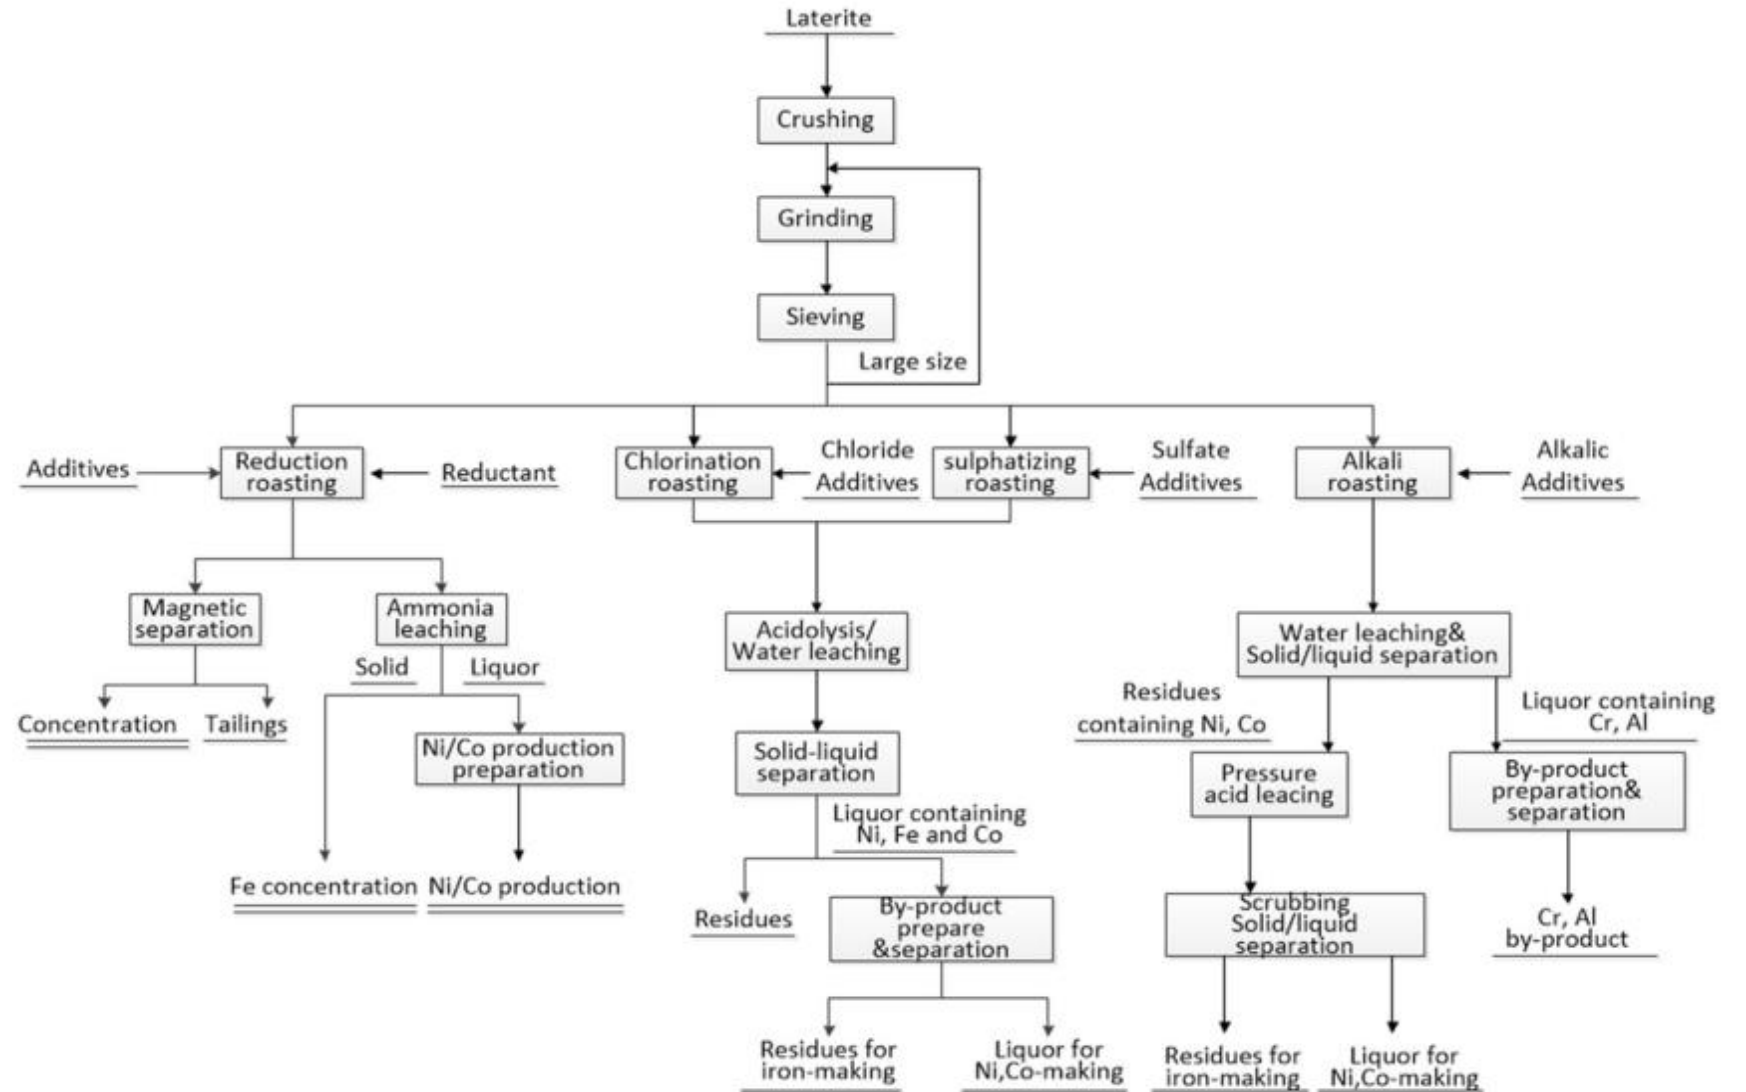 Laterite
Crushing
Grinding
Sieving
Large size
Additives
Reduction
roasting
Reductant
Chlorination
roasting
Chloride
Additives
sulphatizing
roasting
Sulfate
Additives
Alkali
roasting
Alkalic
Additives
Magnetic
separation
Ammonia
leaching
Solid
Liquor
Concentration
Tailings
Ni/Co production
preparation
Fe concentration
Ni/Co production
Acidolysis/
Water leaching
Solid-liquid
separation
Liquor containing
Ni, Fe and Co
Residues
By-product
prepare
&separation
Residues for
iron-making
Liquor for
Ni,Co-making
Water leaching&
Solid/liquid separation
Residues
containing Ni, Co
Liquor containing
Cr, Al
Pressure
acid leacing
By-product
preparation&
separation
Scrubbing
Solid/liquid
separation
Cr, Al
by-product
Residues for
iron-making
Liquor for
Ni,Co-making